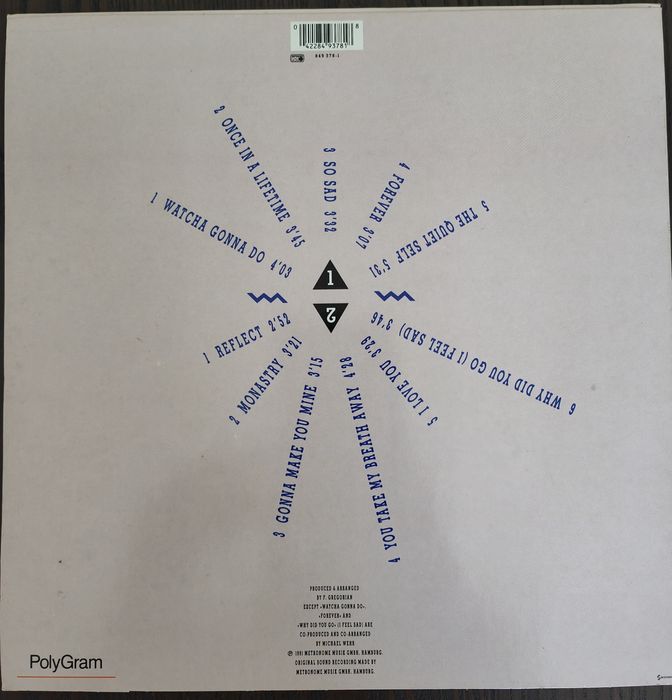 0 42284 93781 8
849 378-1
1 WATCHA GONNA DO 4'03
2 ONCE IN A LIFETIME 3'45
3 SO SAD 3'32
4 FOREVER 3'07
5 THE QUIET SELF 5'31
1
2
1 REFLECT 2'52
2 MONASTRY 3'21
3 GONNA MAKE YOU MINE 3'15
4 YOU TAKE MY BREATH AWAY 4'28
5 I LOVE YOU 3'29
6 WHY DID YOU GO (I FEEL SAD) 3'46
PRODUCED & ARRANGED
BY F. GREGORIAN
EXCEPT «WATCHA GONNA DO»,
«FOREVER» AND
«WHY DID YOU GO» (I FEEL SAD) ARE
CO-PRODUCED AND CO-ARRANGED
BY MICHAEL WEHR
℗ 1991 METRONOME MUSIK GMBH, HAMBURG.
ORIGINAL SOUND RECORDING MADE BY
METRONOME MUSIK GMBH, HAMBURG.
PolyGram